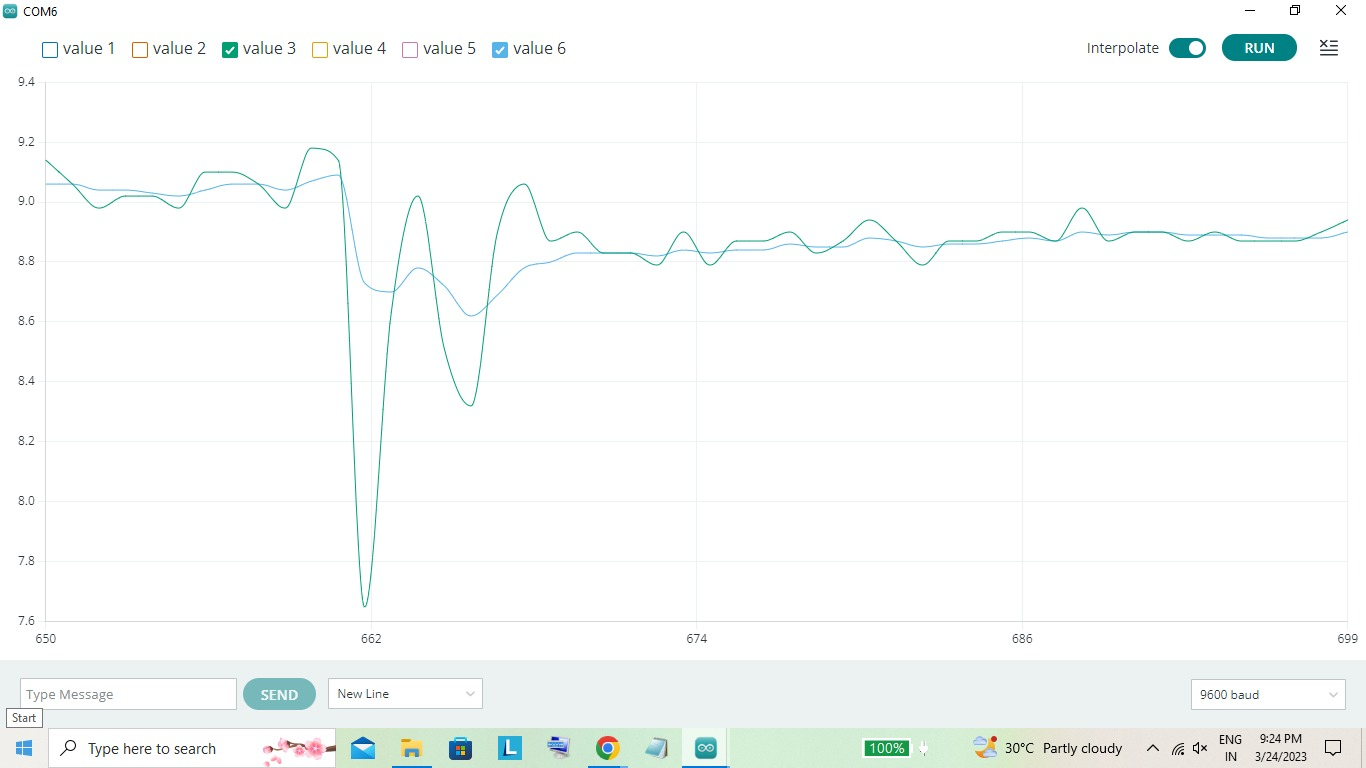 COM6
value 1 value 2 value 3 value 4 value 5 value 6 Interpolate RUN
9.4
9.2
9.0
8.8
8.6
8.4
8.2
8.0
7.8
7.6
650 662 674 686 699
Type Message SEND New Line 9600 baud
Start
Type here to search 100% 30°C Partly cloudy ENG IN 9:24 PM 3/24/2023